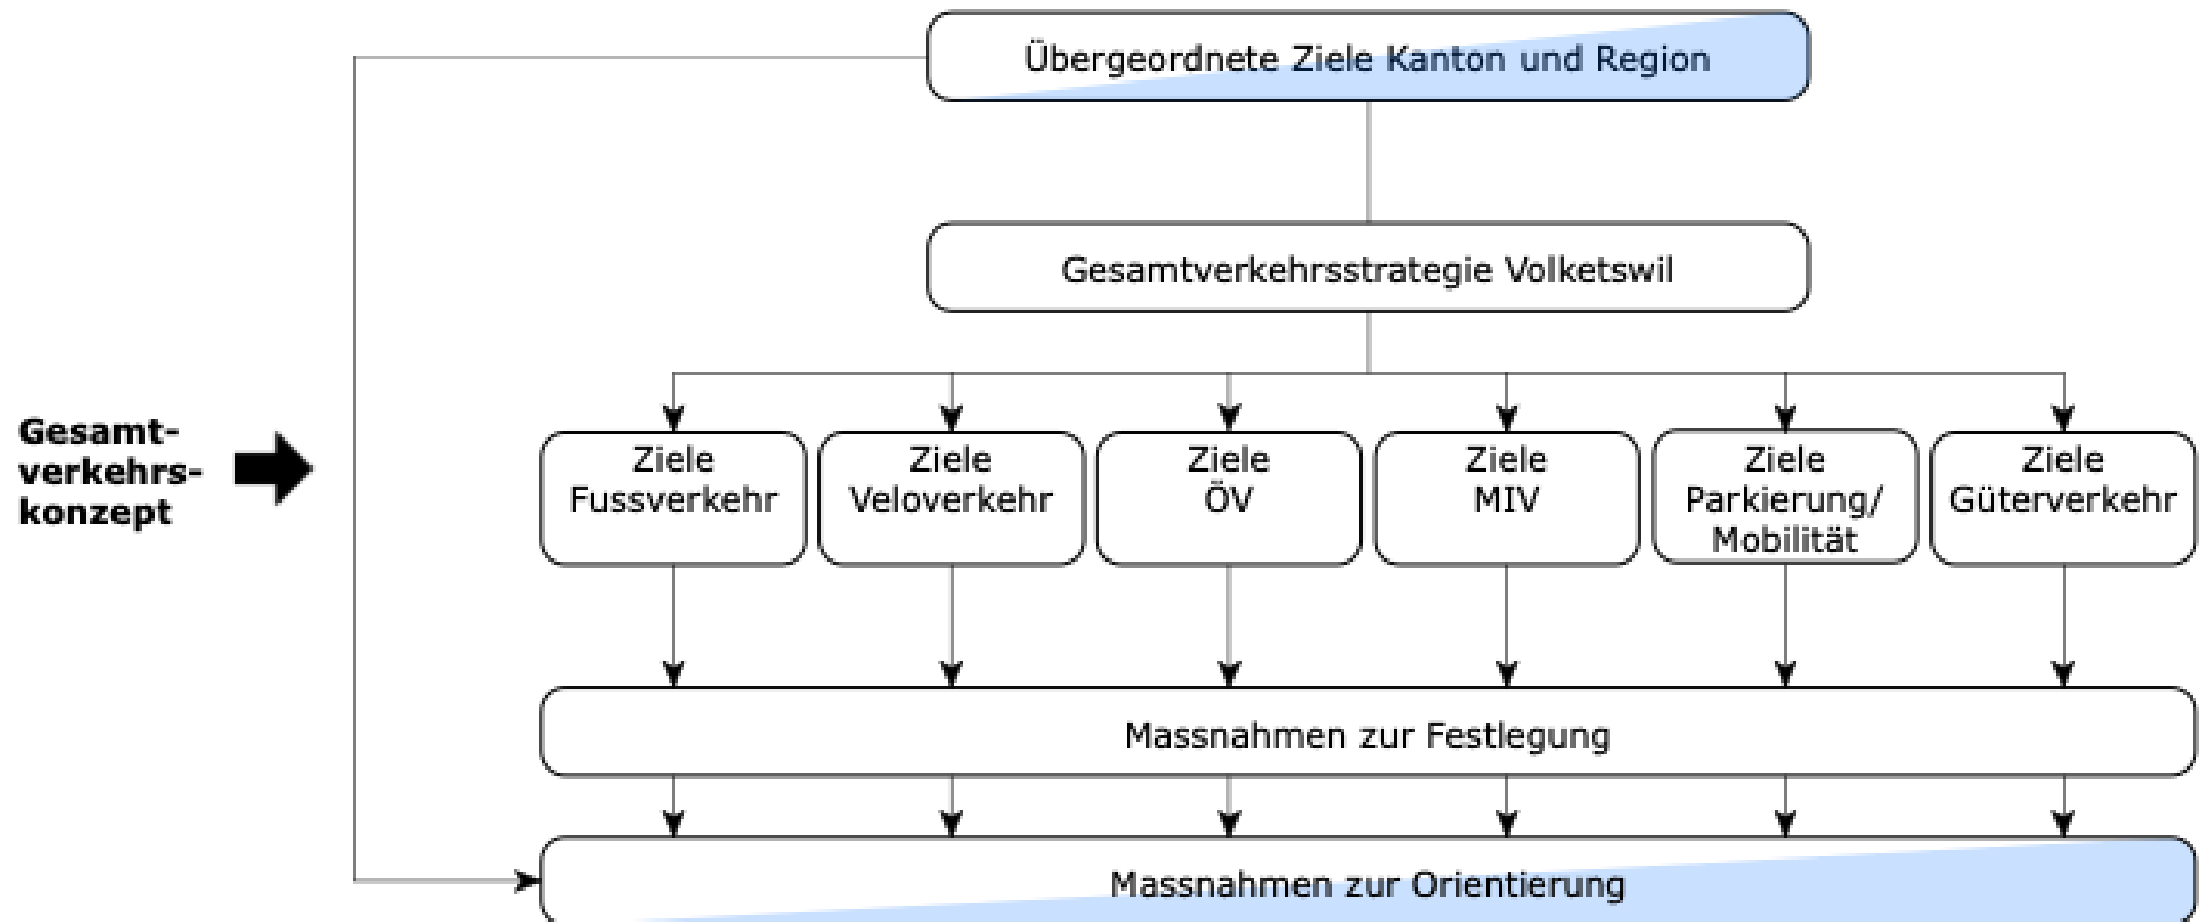 Übergeordnete Ziele Kanton und Region
Gesamtverkehrsstrategie Volketswil
Gesamt-
verkehrs-
konzept
Ziele
Fussverkehr
Ziele
Veloverkehr
Ziele
ÖV
Ziele
MIV
Ziele
Parkierung/
Mobilität
Ziele
Güterverkehr
Massnahmen zur Festlegung
Massnahmen zur Orientierung